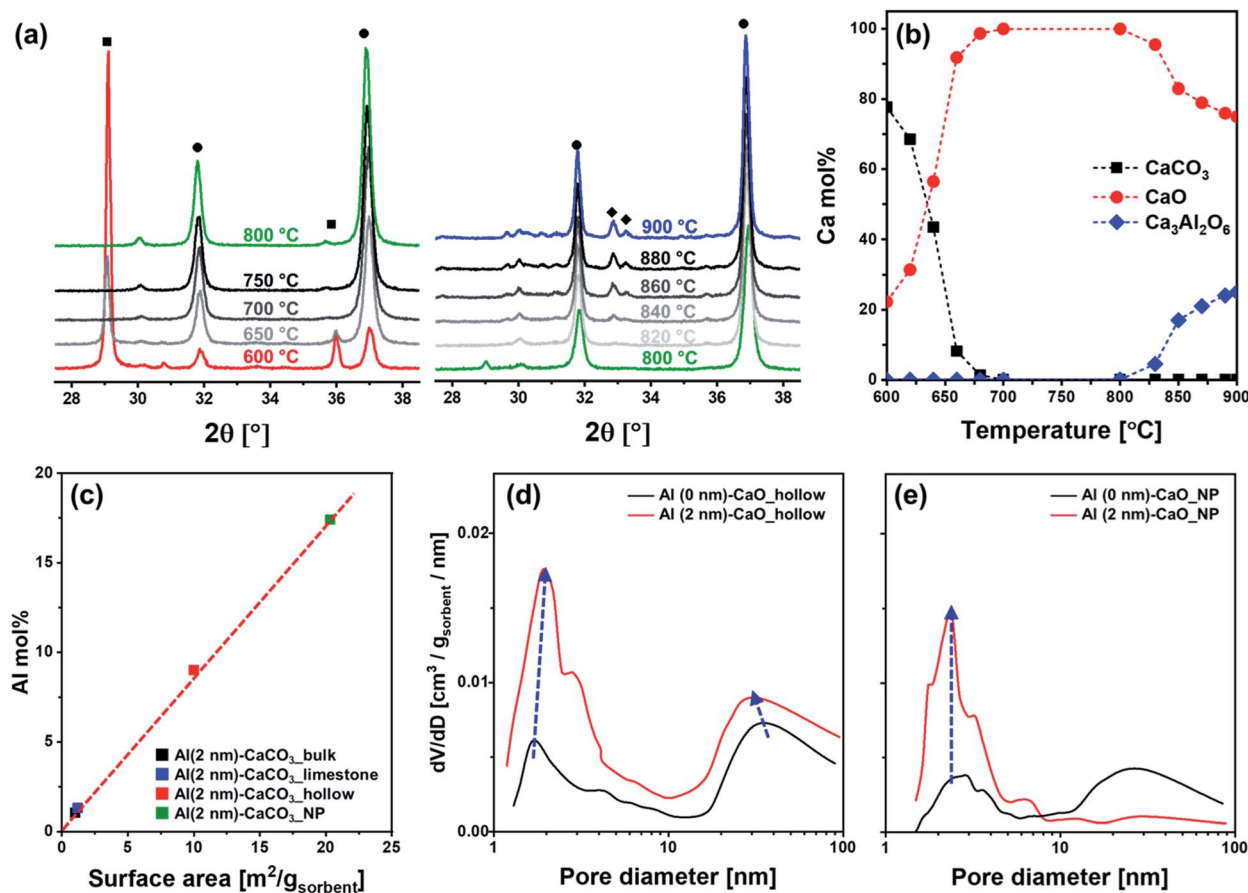 (a)
800 °C
750 °C
700 °C
650 °C
600 °C
28 30 32 34 36 38
2θ [°]
900 °C
880 °C
860 °C
840 °C
820 °C
800 °C
28 30 32 34 36 38
2θ [°]
(b)
Ca mol%
100
80
60
40
20
0
CaCO₃
CaO
Ca₃Al₂O₆
600 650 700 750 800 850 900
Temperature [°C]
(c)
Al mol%
20
15
10
5
0
Al(2 nm)-CaCO₃_bulk
Al(2 nm)-CaCO₃_limestone
Al(2 nm)-CaCO₃_hollow
Al(2 nm)-CaCO₃_NP
0 5 10 15 20 25
Surface area [m²/g_sorbent]
(d)
Al (0 nm)-CaO_hollow
Al (2 nm)-CaO_hollow
dV/dD [cm³ / g_sorbent / nm]
0.02
0.01
0.00
1 10 100
Pore diameter [nm]
(e)
Al (0 nm)-CaO_NP
Al (2 nm)-CaO_NP
1 10 100
Pore diameter [nm]